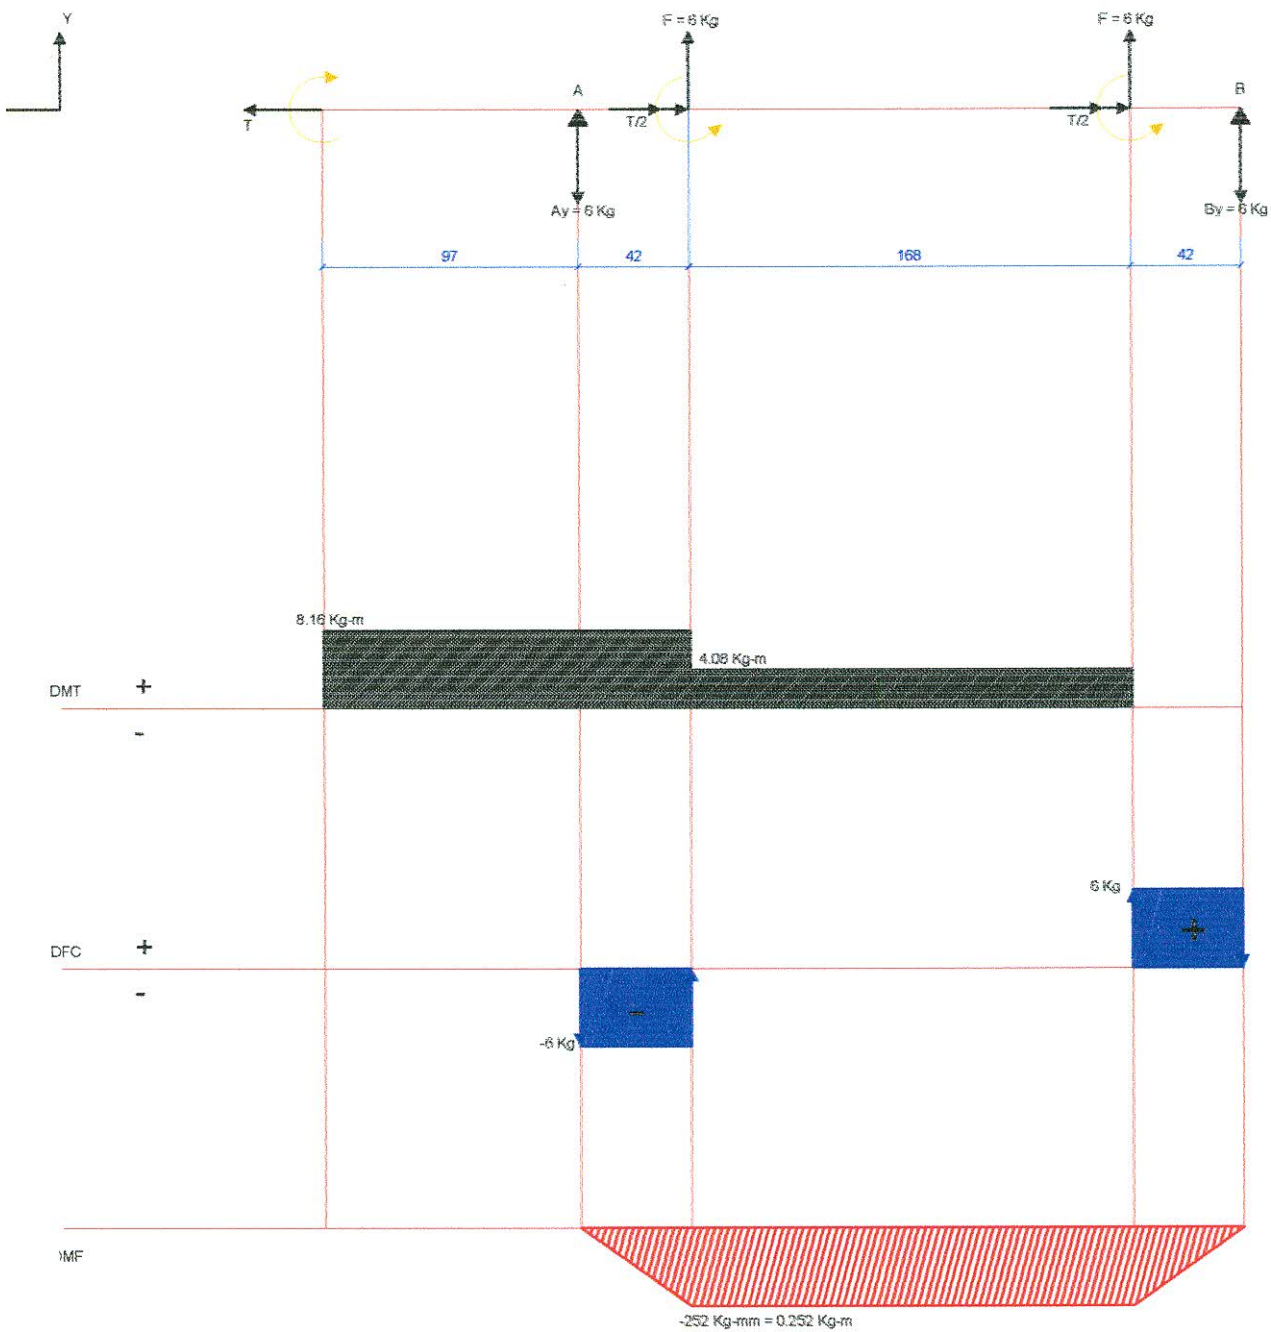 Y
F = 6 Kg
F = 6 Kg
A
B
T
T/2
T/2
Ay = 6 Kg
By = 6 Kg
97
42
168
42
8.16 Kg-m
4.08 Kg-m
DMT
+
-
6 Kg
+
DFC
+
-
-
-6 Kg
MF
-252 Kg-mm = 0.252 Kg-m